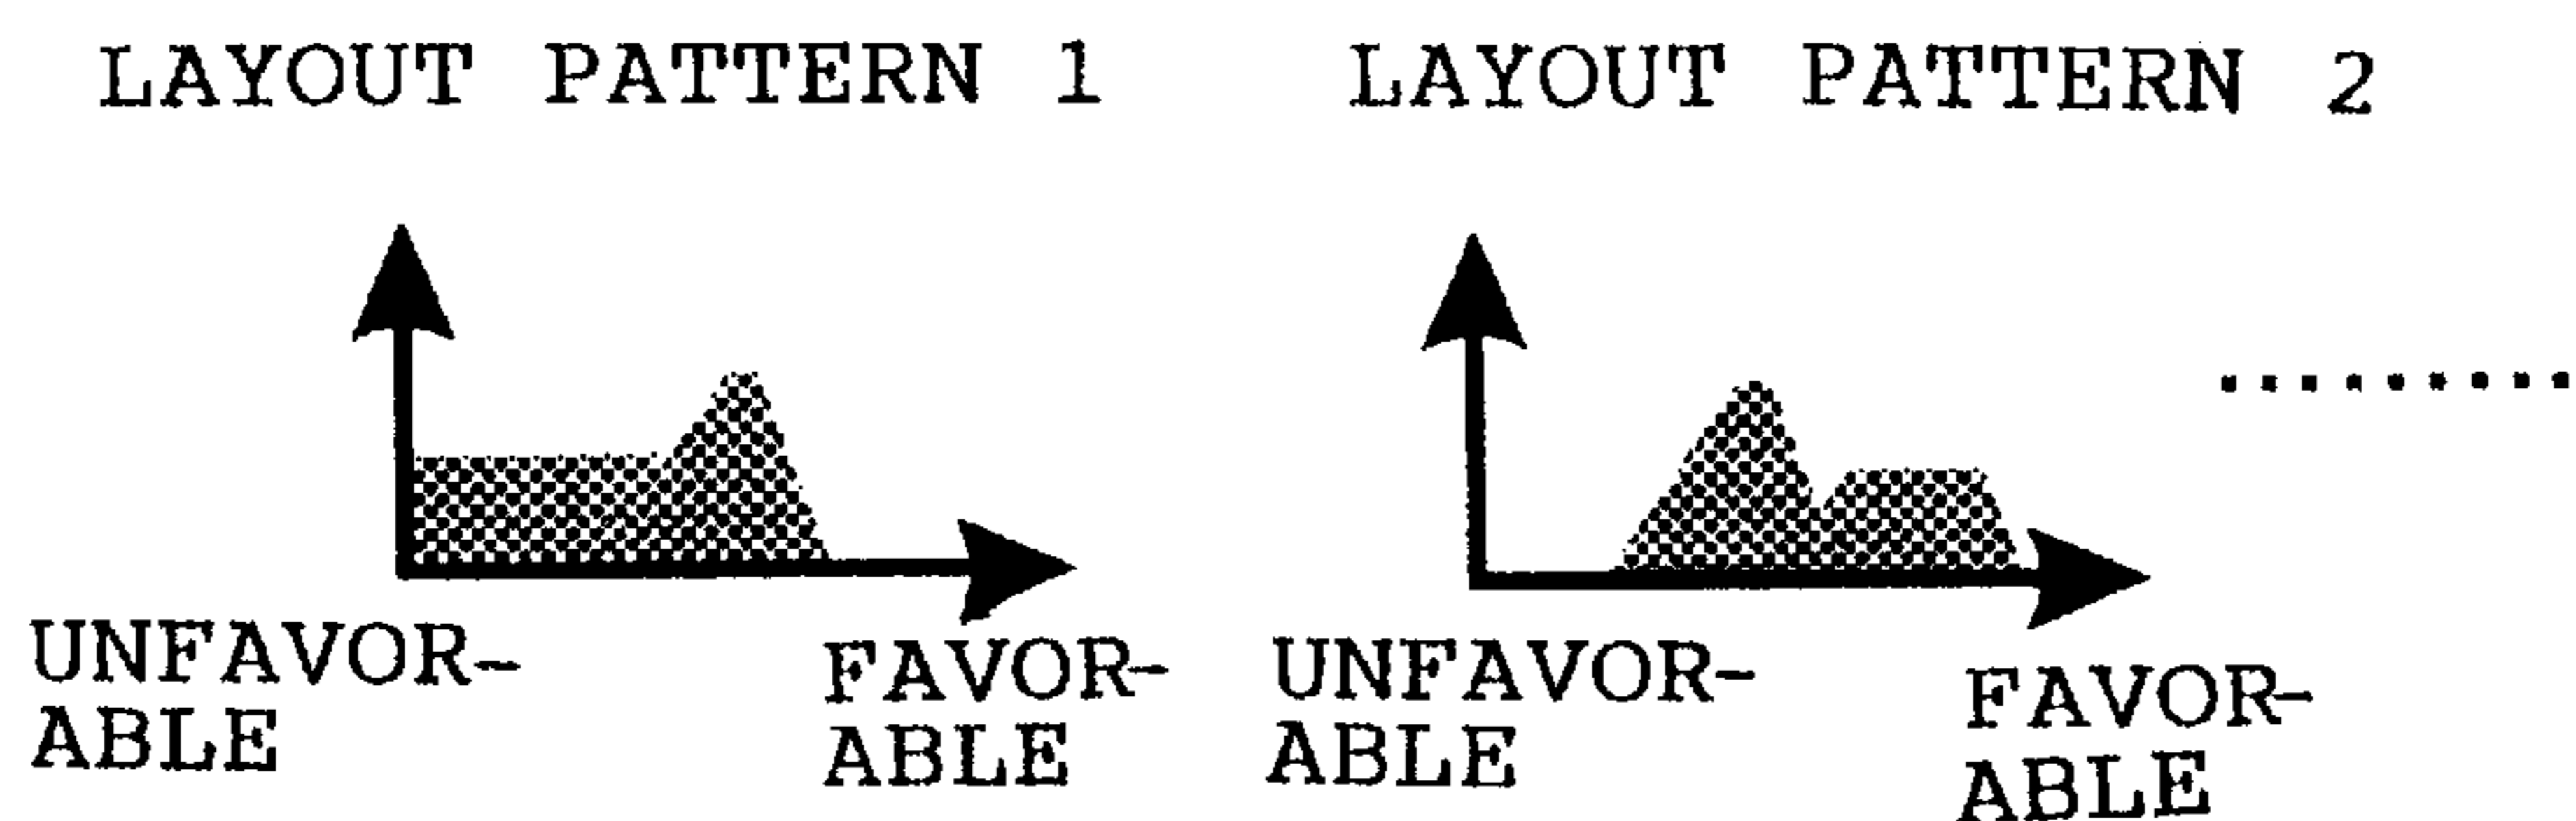 LAYOUT PATTERN 1
UNFAVOR-
ABLE
FAVOR-
ABLE
LAYOUT PATTERN 2
UNFAVOR-
ABLE
FAVOR-
ABLE